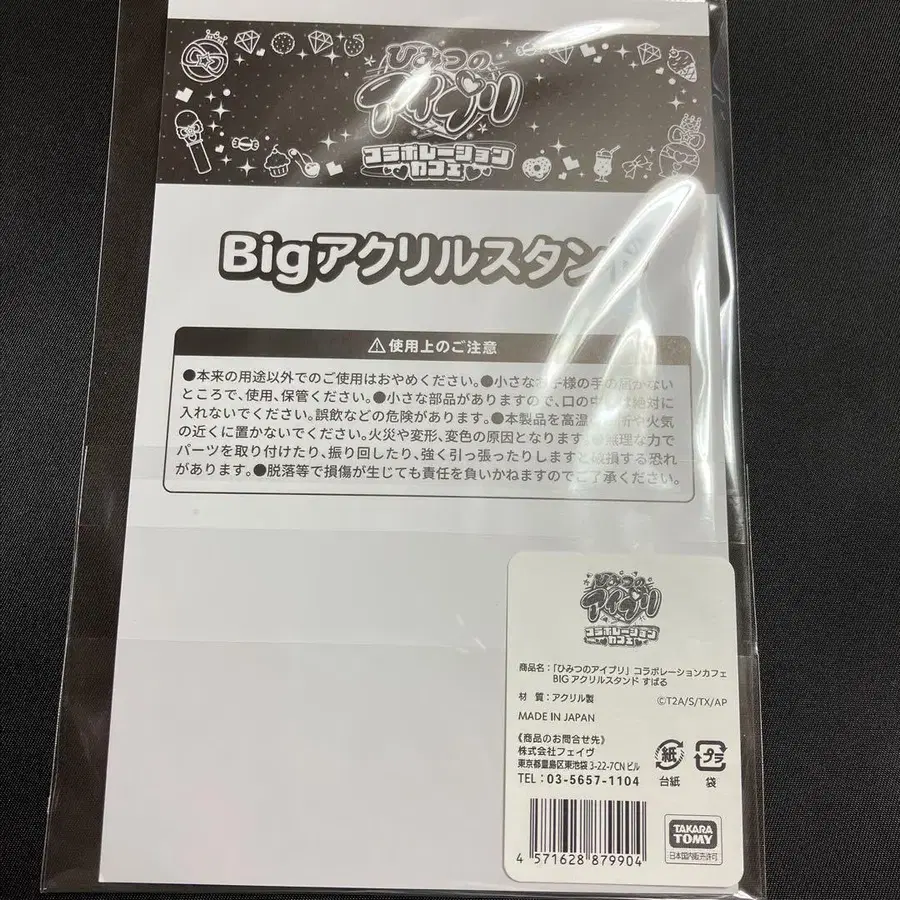 ひみつの
アイプリ
コラボレーション
カフェ
Bigアクリルスタンド
⚠使用上のご注意
●本来の用途以外でのご使用はおやめください。●小さなお子様の手の届かない
ところで、使用、保管ください。●小さな部品がありますので、口の中には絶対に
入れないでください。誤飲などの危険があります。●本製品を高温な場所や火気
の近くに置かないでください。火災や変形、変色の原因となります。●無理な力で
パーツを取り付けたり、振り回したり、強く引っ張ったりしますと破損する恐れ
があります。●脱落等で損傷が生じても責任を負いかねますのでご了承ください。
ひみつの
アイプリ
コラボレーション
カフェ
商品名:「ひみつのアイプリ」コラボレーションカフェ
BIG アクリルスタンド すばる
材 質:アクリル製
©T2A/S/TX/AP
MADE IN JAPAN
《商品のお問合せ先》
株式会社フェイヴ
東京都豊島区東池袋 3-22-7CN ビル
TEL:03-5657-1104
紙
台紙
プラ
袋
4 571628 879904
TAKARA
TOMY
日本国内販売許可